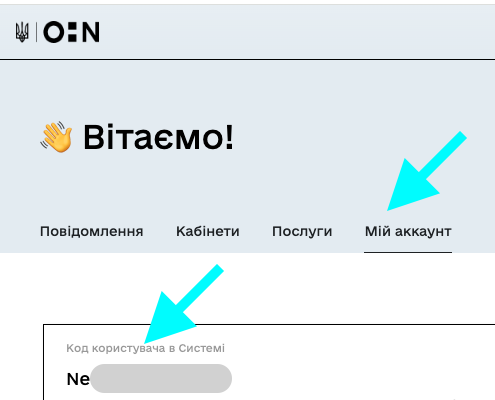 О:N
Вітаємо!
Повідомлення Кабінети Послуги Мій аккаунт
Код користувача в Системі
Ne